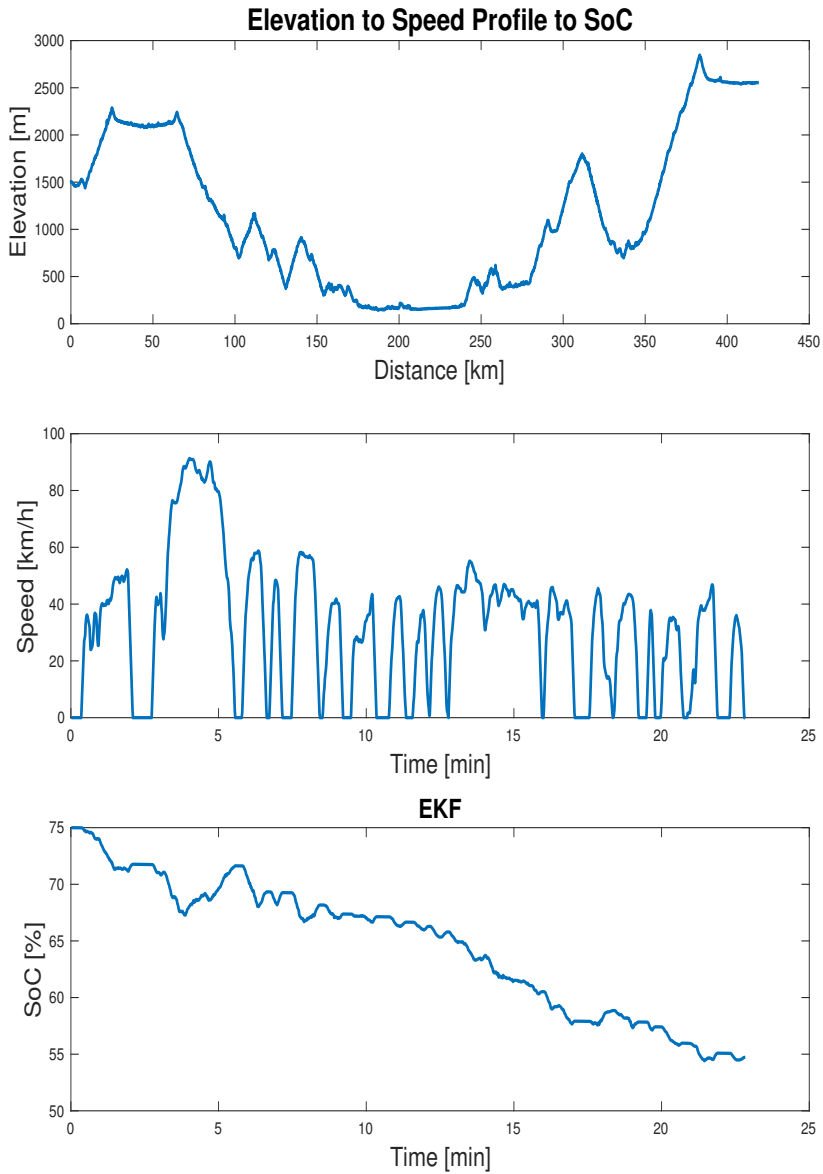 Elevation to Speed Profile to SoC
3000
2500
2000
1500
1000
500
0
Elevation [m]
0 50 100 150 200 250 300 350 400 450
Distance [km]
100
80
60
40
20
0
Speed [km/h]
0 5 10 15 20 25
Time [min]
EKF
75
70
65
60
55
50
SoC [%]
0 5 10 15 20 25
Time [min]